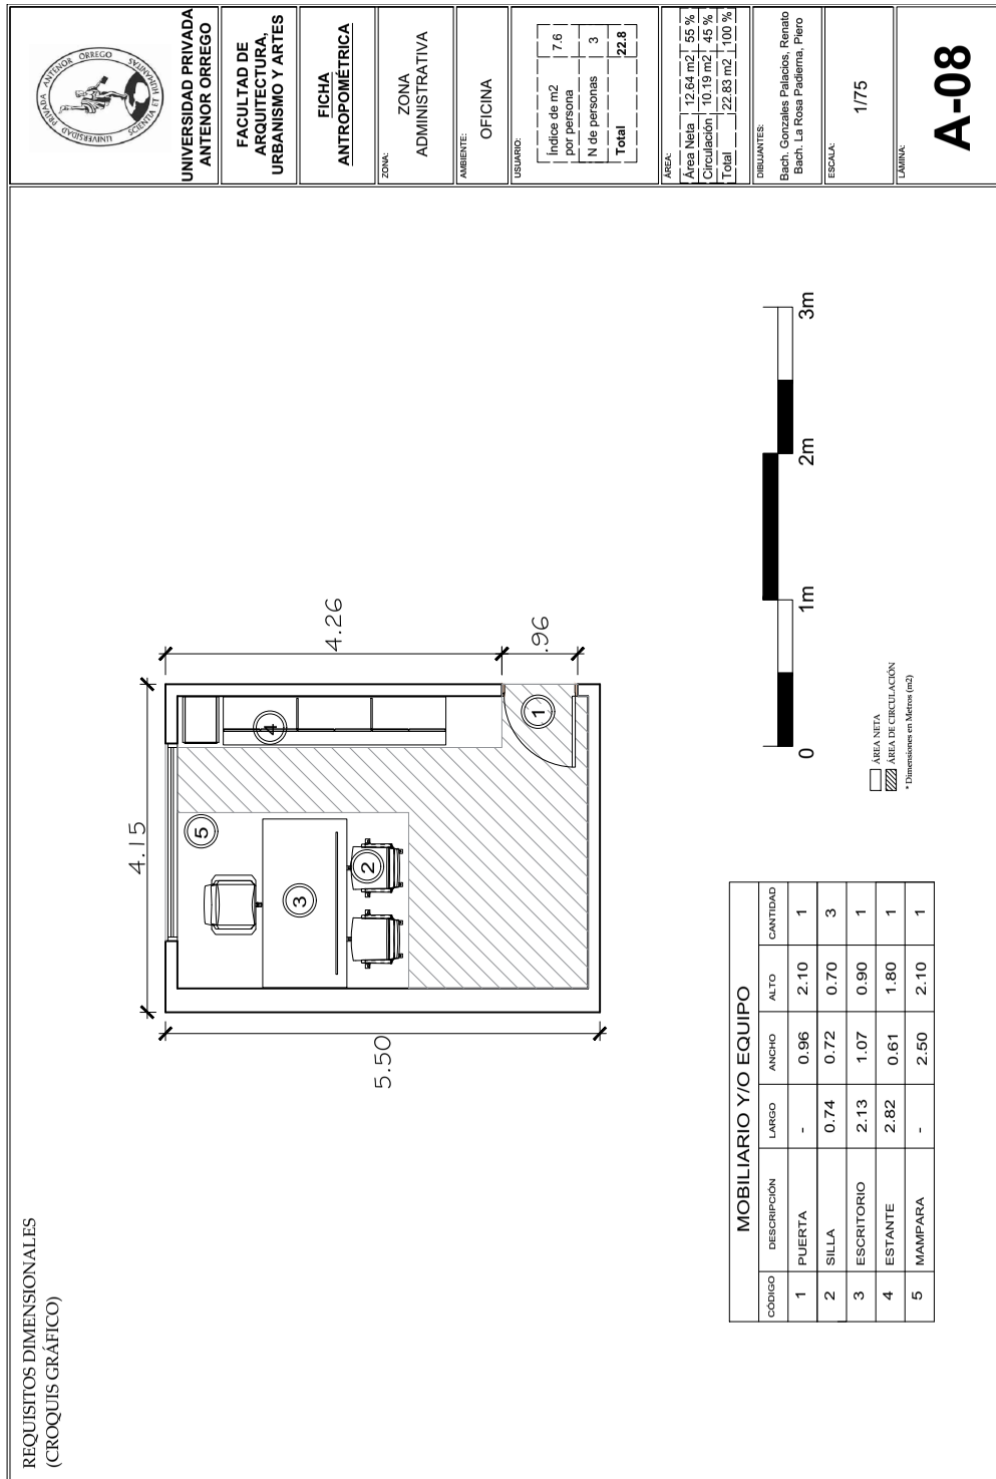 REQUISITOS DIMENSIONALES
(CROQUIS GRÁFICO)
4.15
5.50
4.26
.96
1
2
3
4
5
MOBILIARIO Y/O EQUIPO
CÓDIGO DESCRIPCIÓN LARGO ANCHO ALTO CANTIDAD
1 PUERTA - 0.96 2.10 1
2 SILLA 0.74 0.72 0.70 3
3 ESCRITORIO 2.13 1.07 0.90 1
4 ESTANTE 2.82 0.61 1.80 1
5 MAMPARA - 2.50 2.10 1
ÁREA NETA
ÁREA DE CIRCULACIÓN
* Dimensiones en Metros (m2)
0 1m 2m 3m
UNIVERSIDAD PRIVADA ANTENOR ORREGO
SCIENTIA ET HUMANITAS
UNIVERSIDAD PRIVADA
ANTENOR ORREGO
FACULTAD DE
ARQUITECTURA,
URBANISMO Y ARTES
FICHA
ANTROPOMÉTRICA
ZONA:
ZONA
ADMINISTRATIVA
AMBIENTE:
OFICINA
USUARIO:
Índice de m2
por persona 7.6
N de personas 3
Total 22.8
ÁREA:
Área Neta 12.64 m2 55 %
Circulación 10.19 m2 45 %
Total 22.83 m2 100 %
DIBUJANTES:
Bach. Gonzales Palacios, Renato
Bach. La Rosa Padierna, Piero
ESCALA:
1/75
LÁMINA:
A-08